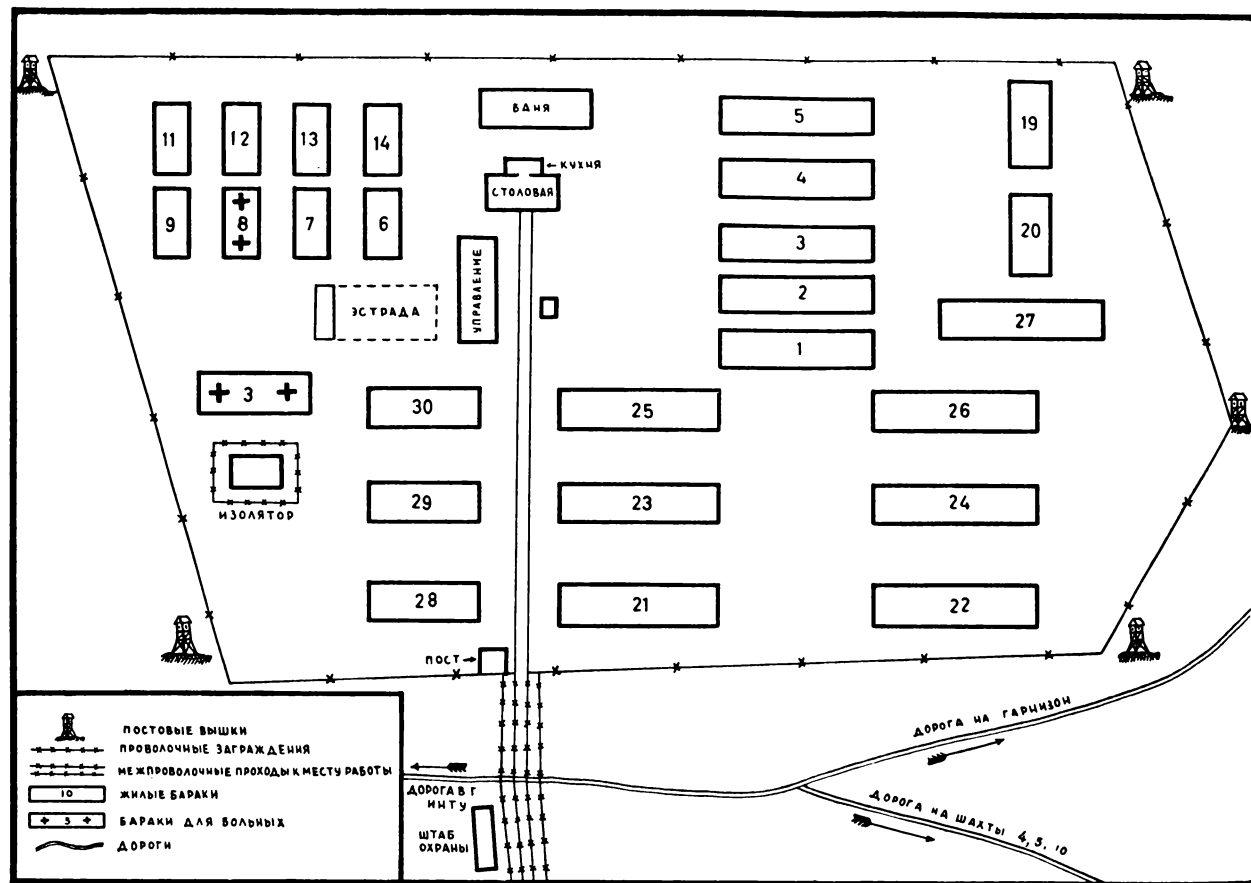 БАНЯ
5
19
11
12
13
14
← КУХНЯ
4
СТОЛОВАЯ
9
8
7
6
3
20
УПРАВЛЕНИЕ
2
ЭСТРАДА
27
1
3
30
25
26
29
23
24
ИЗОЛЯТОР
28
21
22
ПОСТ →
ДОРОГА НА ГАРНИЗОН
ПОСТОВЫЕ ВЫШКИ
ПРОВОЛОЧНЫЕ ЗАГРАЖДЕНИЯ
МЕЖПРОВОЛОЧНЫЕ ПРОХОДЫ К МЕСТУ РАБОТЫ
10 ЖИЛЫЕ БАРАКИ
3 БАРАКИ ДЛЯ БОЛЬНЫХ
ДОРОГИ
ДОРОГА В Г
ИНТУ
ШТАБ
ОХРАНЫ
ДОРОГА НА ШАХТЫ 4, 5, 10